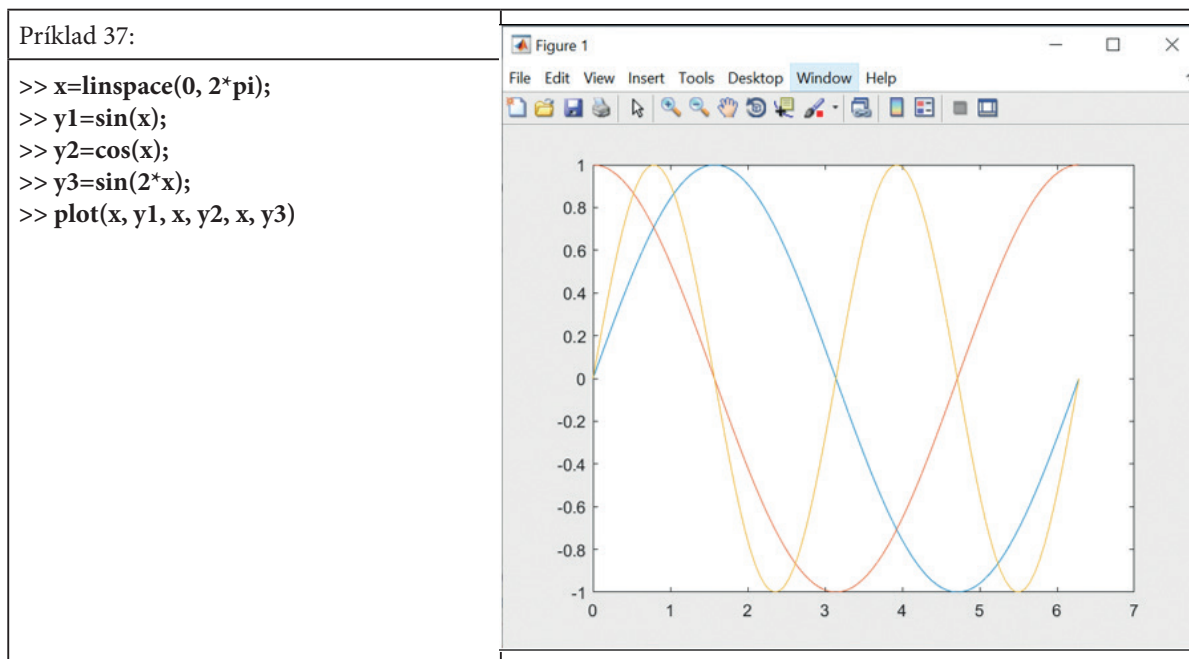 Príklad 37:
>> x=linspace(0, 2*pi);
>> y1=sin(x);
>> y2=cos(x);
>> y3=sin(2*x);
>> plot(x, y1, x, y2, x, y3)
Figure 1
File Edit View Insert Tools Desktop Window Help
1
0.8
0.6
0.4
0.2
0
-0.2
-0.4
-0.6
-0.8
-1
0 1 2 3 4 5 6 7